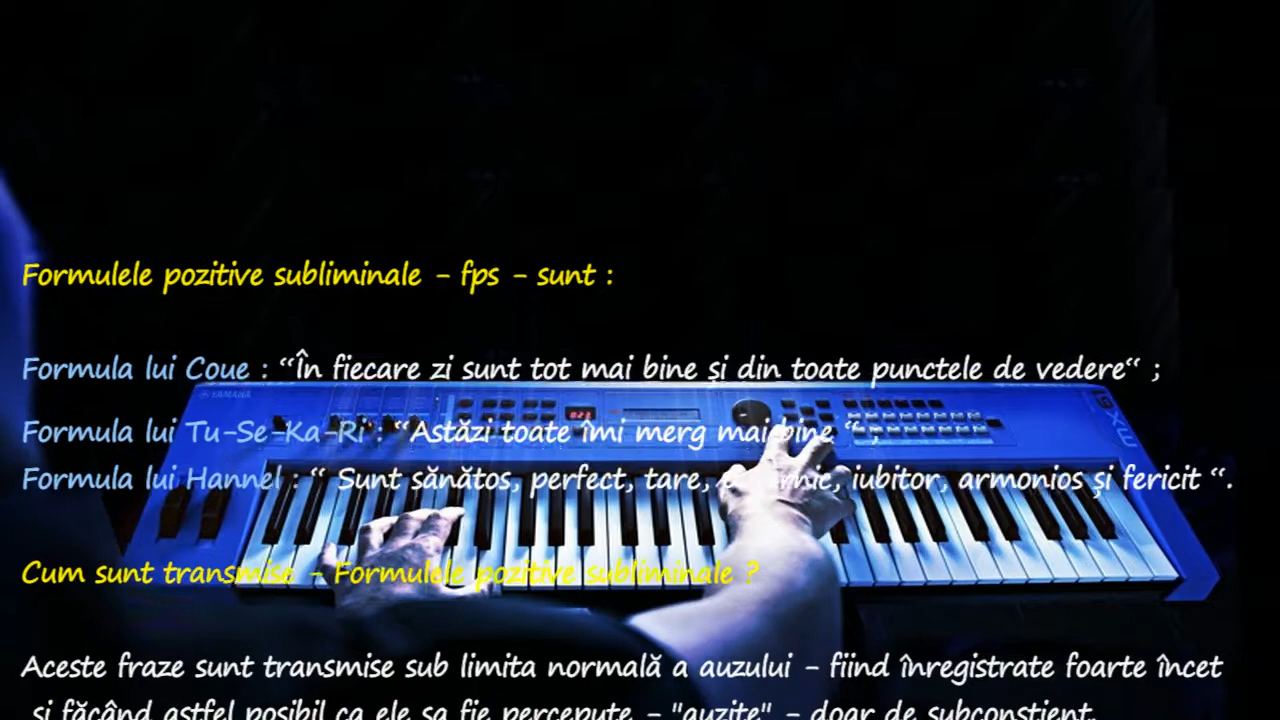 Formulele pozitive subliminale - fps - sunt :
Formula lui Coue : “În fiecare zi sunt tot mai bine și din toate punctele de vedere“ ;
YAMAHA
Formula lui Tu-Se-Ka-Ri : “Astăzi toate îmi merg mai bine “ ;
Formula lui Hannel : “ Sunt sănătos, perfect, tare, iubitor, armonios și fericit “.
Cum sunt transmise - Formulele pozitive subliminale ?
Aceste fraze sunt transmise sub limita normală a auzului - fiind înregistrate foarte încet
și făcând astfel posibil ca ele sa fie percepute - "auzite" - doar de subconștient.